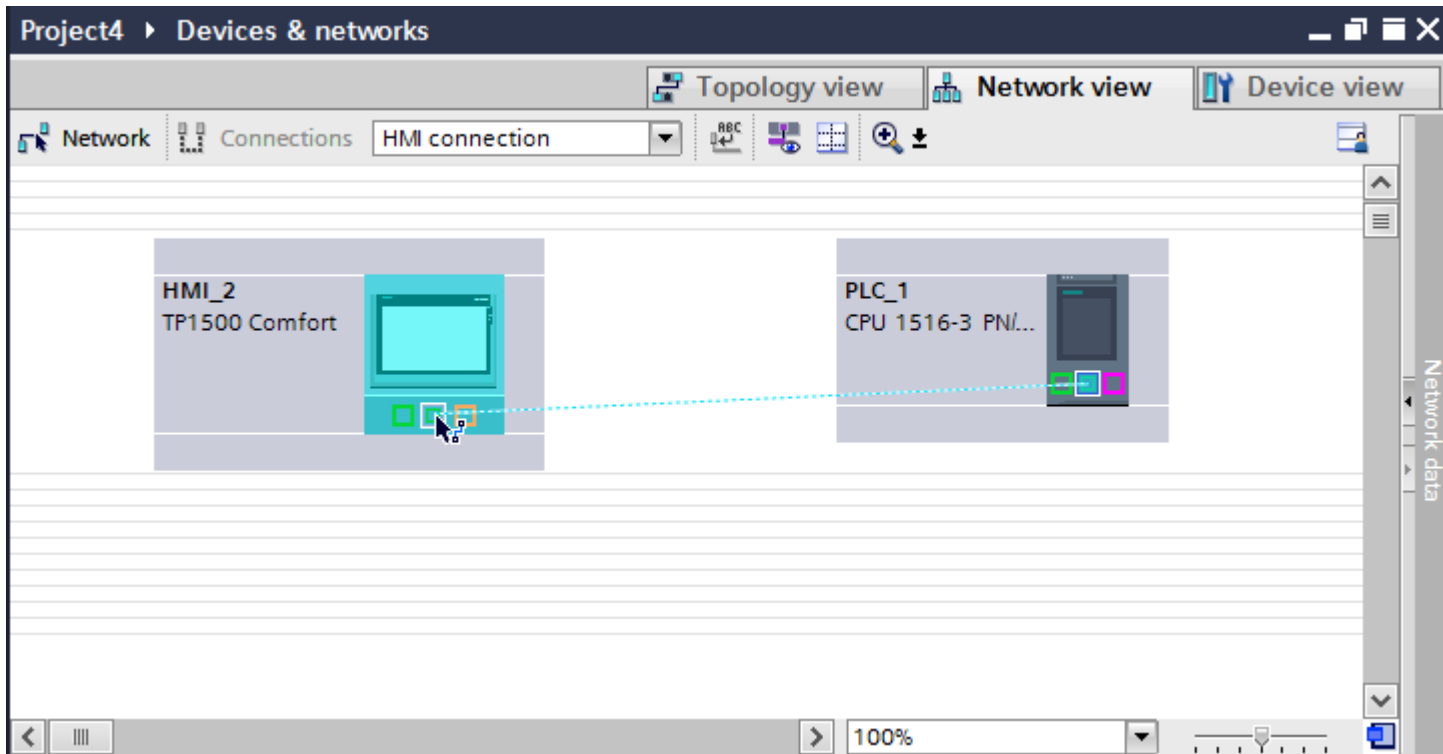 Project4 ▸ Devices & networks
Topology view
Network view
Device view
Network
Connections
HMI connection
ABC
HMI_2
TP1500 Comfort
PLC_1
CPU 1516-3 PN/...
Network data
100%